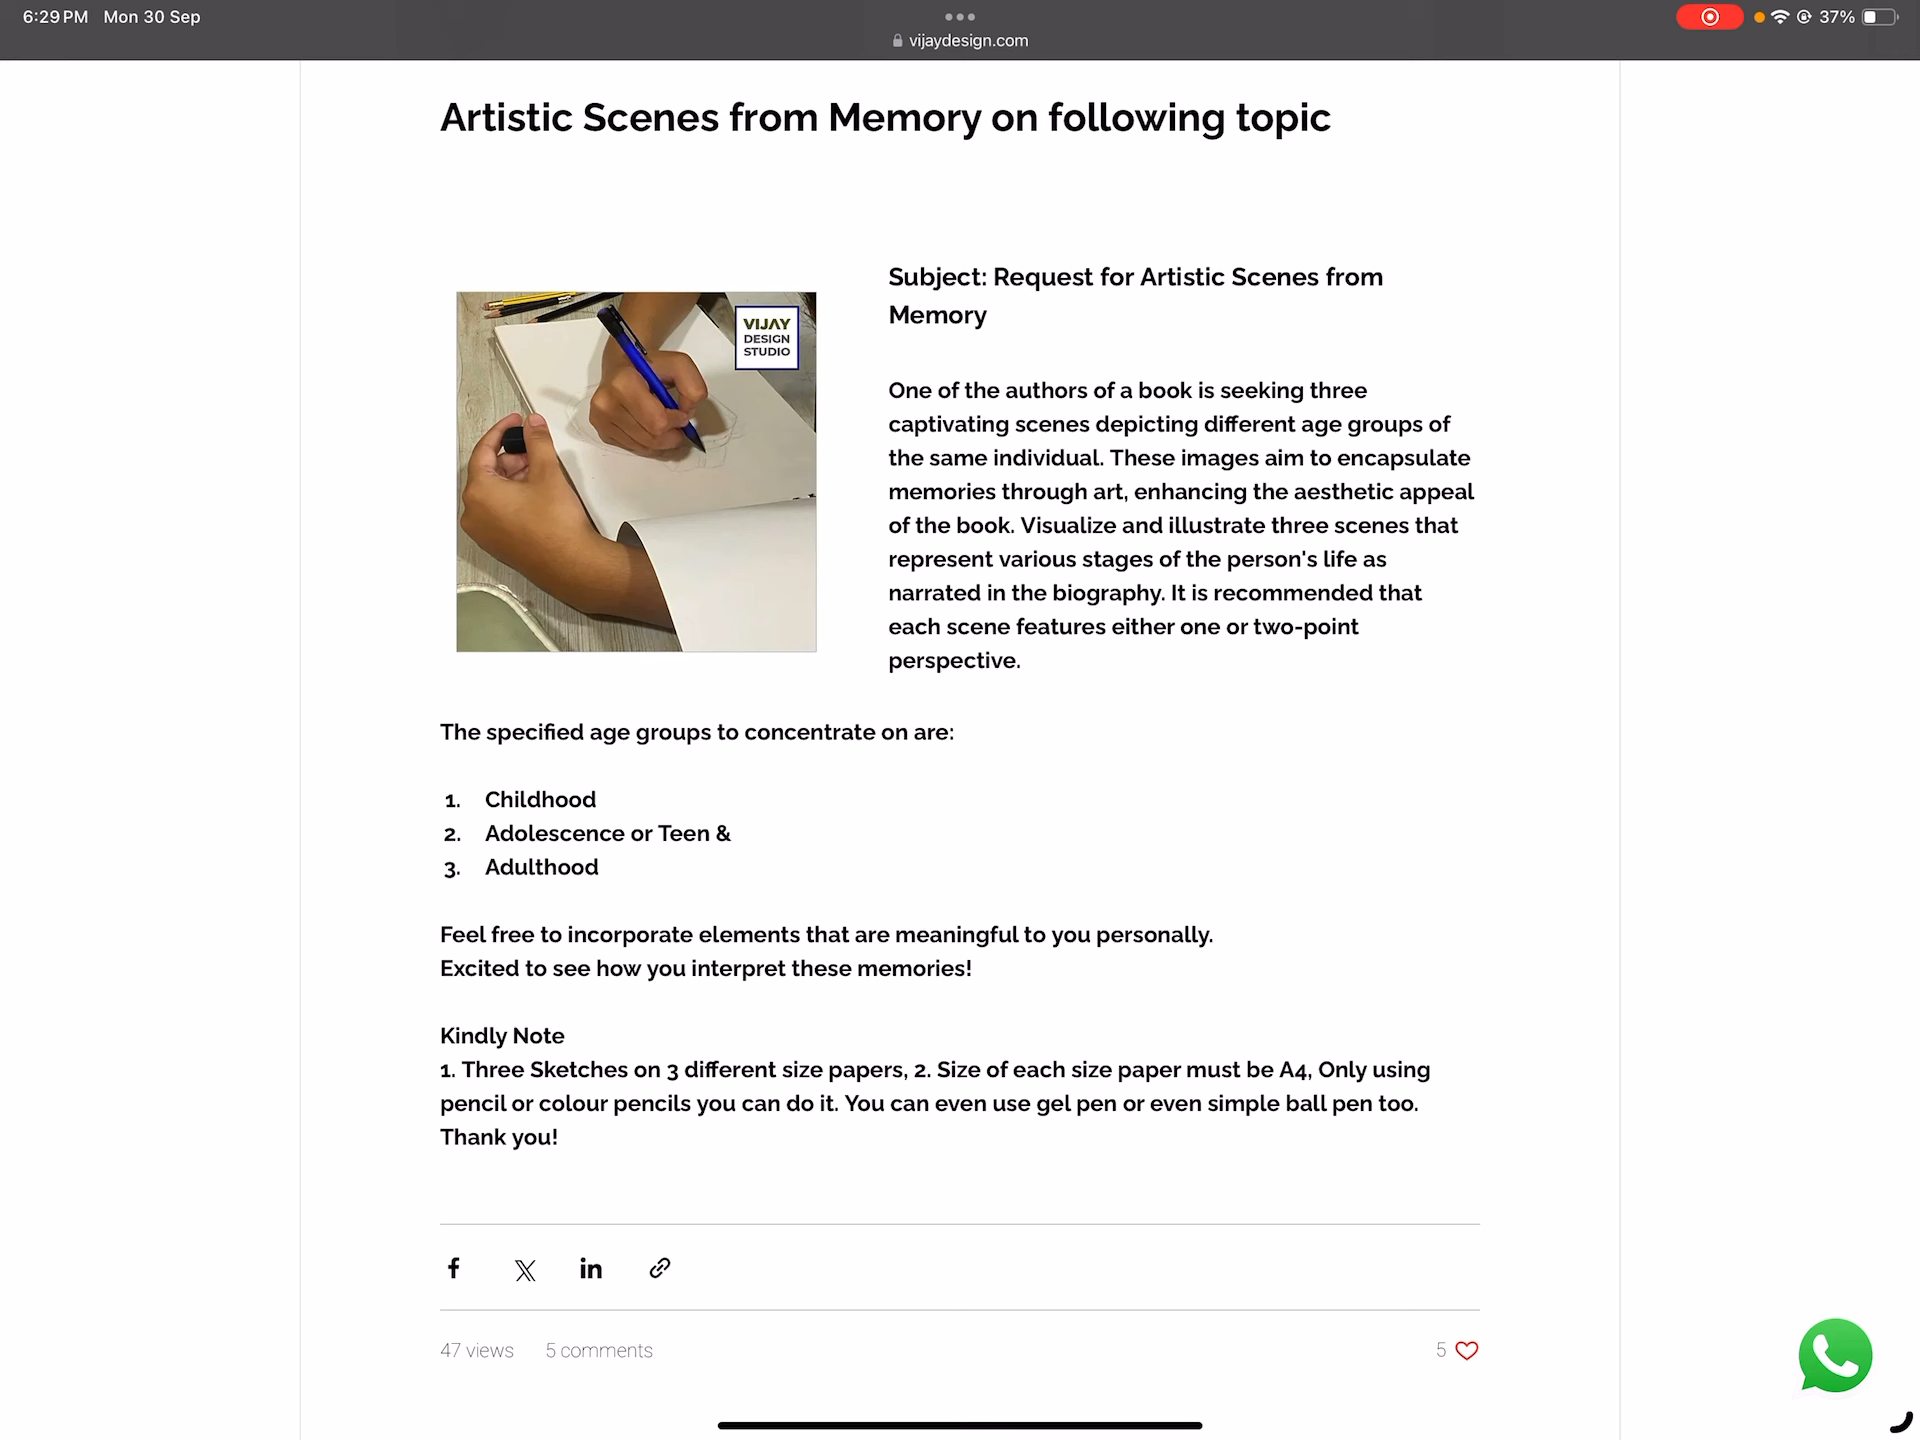 6:29 PM Mon 30 Sep
vijaydesign.com
37%
Artistic Scenes from Memory on following topic
VIJAY
DESIGN
STUDIO
Subject: Request for Artistic Scenes from
Memory
One of the authors of a book is seeking three
captivating scenes depicting different age groups of
the same individual. These images aim to encapsulate
memories through art, enhancing the aesthetic appeal
of the book. Visualize and illustrate three scenes that
represent various stages of the person's life as
narrated in the biography. It is recommended that
each scene features either one or two-point
perspective.
The specified age groups to concentrate on are:
1. Childhood
2. Adolescence or Teen &
3. Adulthood
Feel free to incorporate elements that are meaningful to you personally.
Excited to see how you interpret these memories!
Kindly Note
1. Three Sketches on 3 different size papers, 2. Size of each size paper must be A4, Only using
pencil or colour pencils you can do it. You can even use gel pen or even simple ball pen too.
Thank you!
47 views 5 comments
5